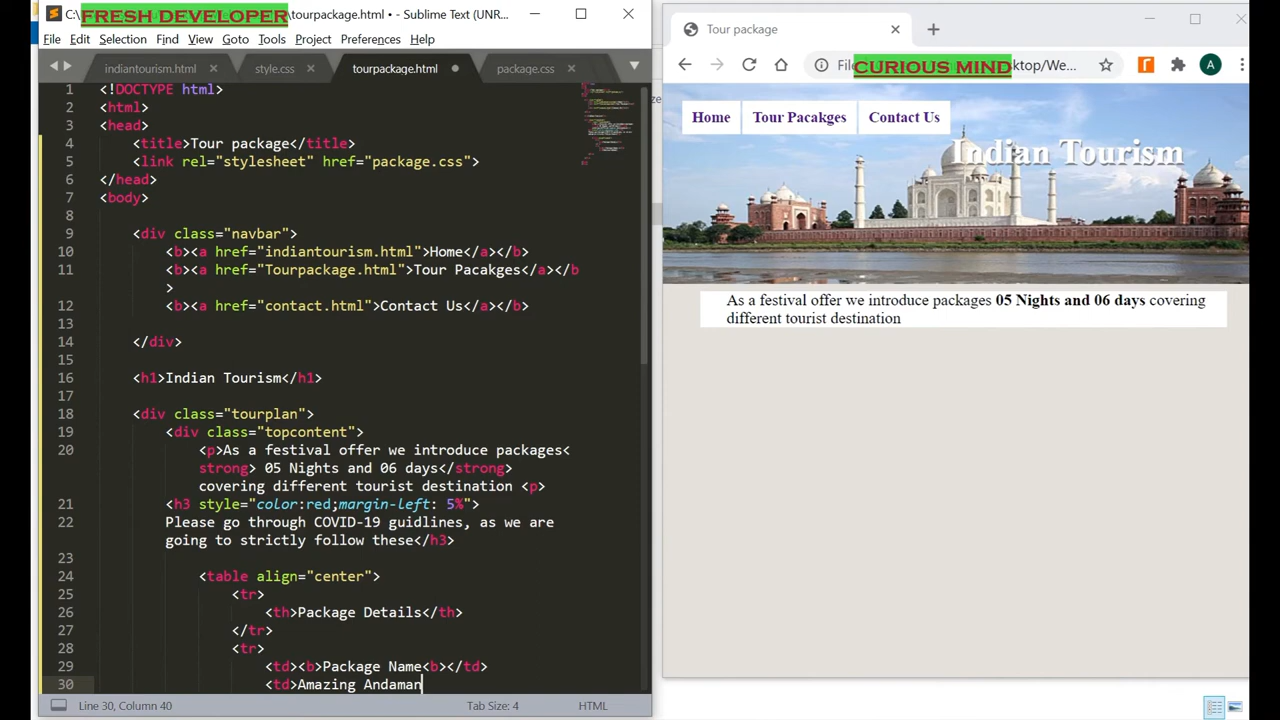 C:\
FRESH DEVELOPER
\tourpackage.html • - Sublime Text (UNR...
File Edit Selection Find View Goto Tools Project Preferences Help
indiantourism.html style.css tourpackage.html package.css
1 <!DOCTYPE html>
2 <html>
3 <head>
4 <title>Tour package</title>
5 <link rel="stylesheet" href="package.css">
6 </head>
7 <body>
8
9 <div class="navbar">
10 <b><a href="indiantourism.html">Home</a></b>
11 <b><a href="Tourpackage.html">Tour Pacakges</a></b
>
12 <b><a href="contact.html">Contact Us</a></b>
13
14 </div>
15
16 <h1>Indian Tourism</h1>
17
18 <div class="tourplan">
19 <div class="topcontent">
20 <p>As a festival offer we introduce packages<
strong> 05 Nights and 06 days</strong>
covering different tourist destination <p>
21 <h3 style="color:red;margin-left: 5%">
22 Please go through COVID-19 guidlines, as we are
going to strictly follow these</h3>
23
24 <table align="center">
25 <tr>
26 <th>Package Details</th>
27 </tr>
28 <tr>
29 <td><b>Package Name<b></td>
30 <td>Amazing Andaman
Line 30, Column 40 Tab Size: 4 HTML
Tour package
File
CURIOUS MIND
ktop/We...
A
Home Tour Pacakges Contact Us
Indian Tourism
As a festival offer we introduce packages 05 Nights and 06 days covering
different tourist destination